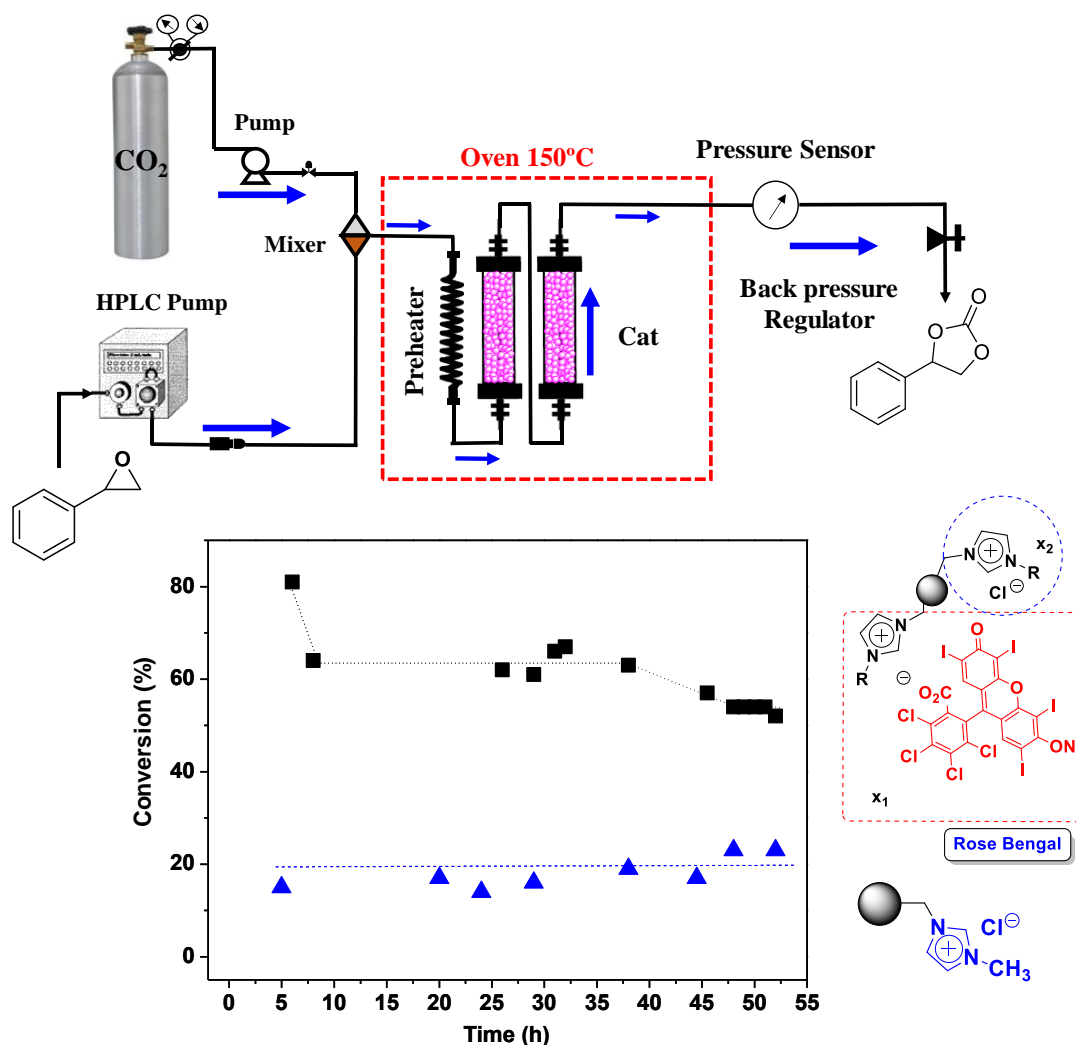 CO2
Pump
Oven 150ºC
Pressure Sensor
Mixer
HPLC Pump
Preheater
Cat
Back pressure
Regulator
O
O
O
O
Conversion (%)
80
60
40
20
0
0 5 10 15 20 25 30 35 40 45 50 55
Time (h)
N
N
R
x2
Cl
N
N
R
O
I
I
CO2
O
I
Cl
Cl
Cl
Cl
I
ON
x1
Rose Bengal
N
N
Cl
CH3